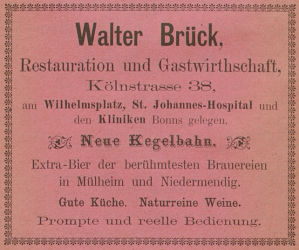 Walter Brück,
Restauration und Gastwirthschaft,
Kölnstrasse 38,
am Wilhelmsplatz, St. Johannes-Hospital und
den Kliniken Bonns gelegen.
Neue Kegelbahn.
Extra-Bier der berühmtesten Brauereien
in Mülheim und Niedermendig.
Gute Küche. Naturreine Weine.
Prompte und reelle Bedienung.